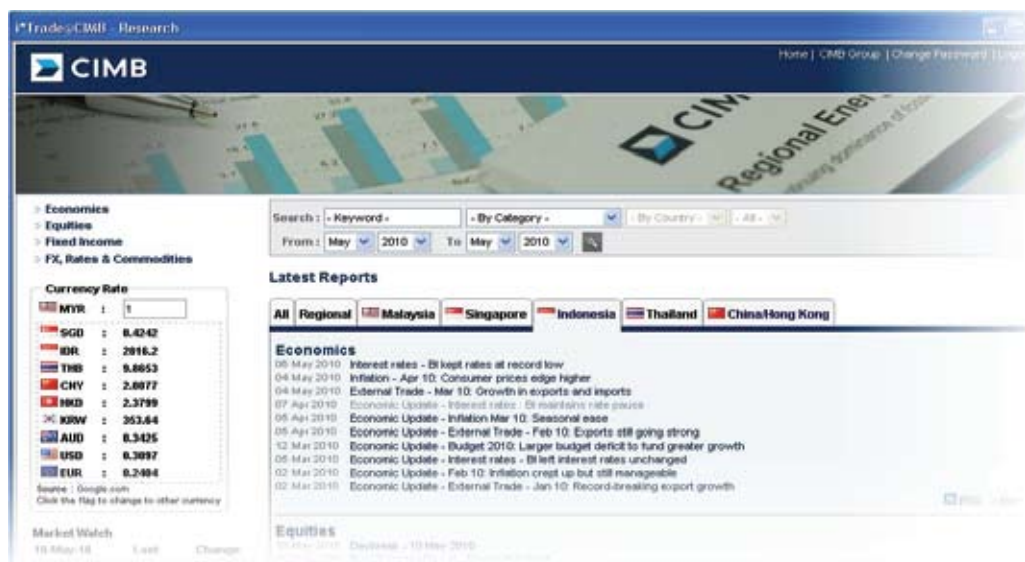 i*Trade@CIMB - Research
Home | CIMB Group | Change Password |
CIMB
CIMB
Regional
Economics
Equities
Fixed Income
FX, Rates & Commodities
Search : - Keyword - - By Category - - By Country - - All -
From : May 2010 To May 2010
Latest Reports
Currency Rate
MYR : 1
SGD : 0.4242
IDR : 2816.2
THB : 9.8653
CNY : 2.0877
HKD : 2.3799
KRW : 353.64
AUD : 0.3425
USD : 0.3097
EUR : 0.2404
Source : Google.com
Click the flag to change to other currency
Market Watch
Last Change
All Regional Malaysia Singapore Indonesia Thailand China/Hong Kong
Economics
06 May 2010 Interest rates - BI kept rates at record low
04 May 2010 Inflation - Apr 10: Consumer prices edge higher
04 May 2010 External Trade - Mar 10: Growth in exports and imports
07 Apr 2010 Economic Update - Interest rates : BI maintains rate pause
05 Apr 2010 Economic Update - Inflation Mar 10: Seasonal ease
05 Apr 2010 Economic Update - External Trade - Feb 10: Exports still going strong
12 Mar 2010 Economic Update - Budget 2010: Larger budget deficit to fund greater growth
05 Mar 2010 Economic Update - Interest rates - BI left interest rates unchanged
02 Mar 2010 Economic Update - Feb 10: Inflation crept up but still manageable
02 Mar 2010 Economic Update - External Trade - Jan 10: Record-breaking export growth
Equities